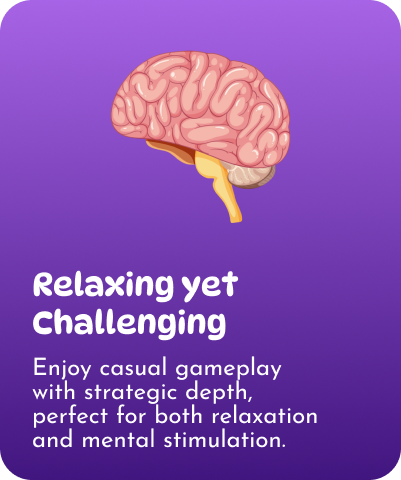 Relaxing yet
Challenging
Enjoy casual gameplay
with strategic depth,
perfect for both relaxation
and mental stimulation.